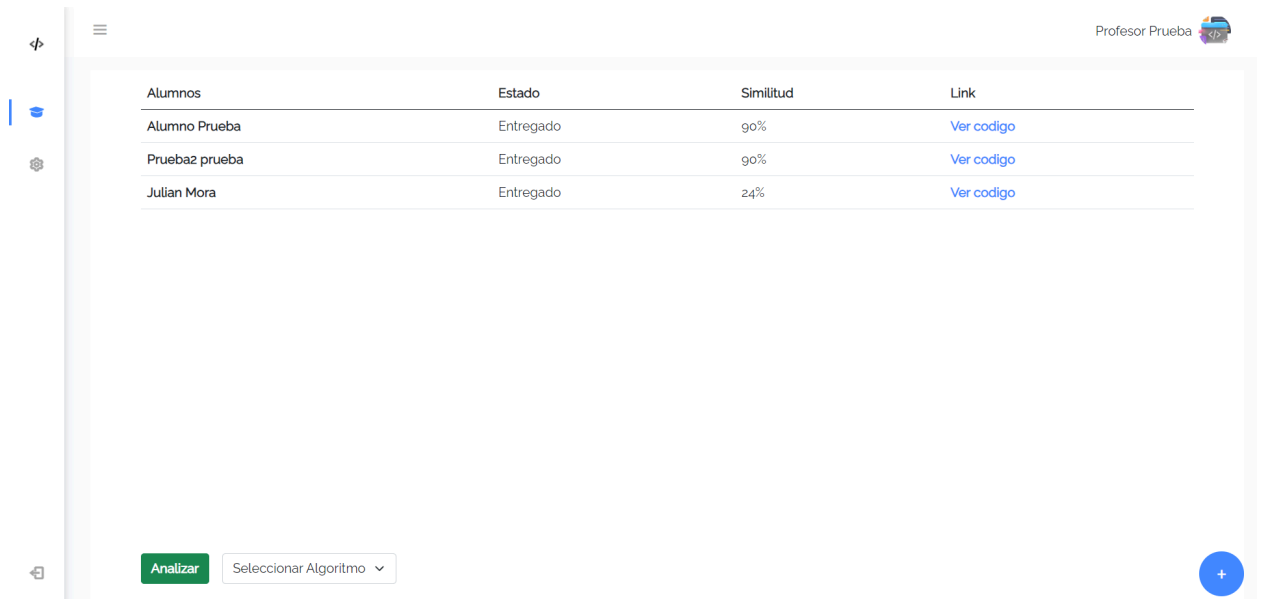 Profesor Prueba
Alumnos Estado Similitud Link
Alumno Prueba Entregado 90% Ver codigo
Prueba2 prueba Entregado 90% Ver codigo
Julian Mora Entregado 24% Ver codigo
Analizar Seleccionar Algoritmo
+